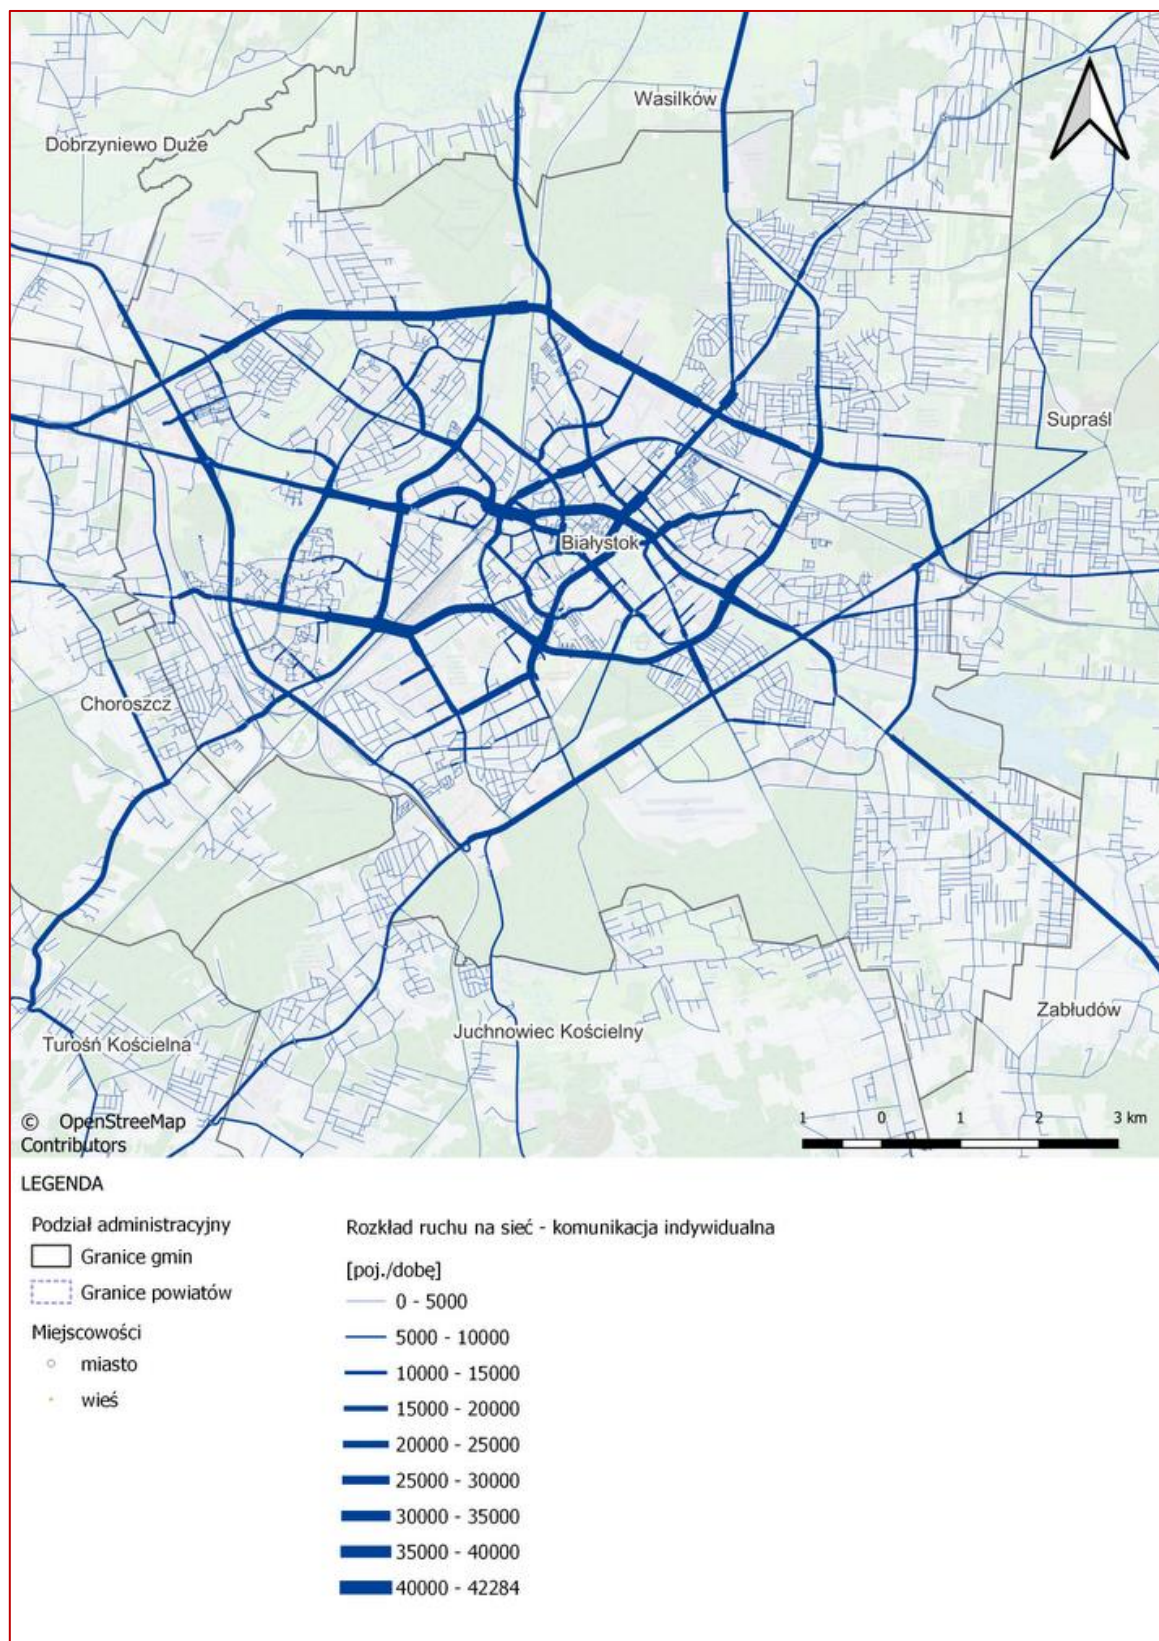 Wasilków
Dobrzyniewo Duże
Supraśl
Białystok
Choroszcz
Zabłudów
Juchnowiec Kościelny
Turośń Kościelna
© OpenStreetMap
Contributors
1 0 1 2 3 km
LEGENDA
Podział administracyjny
Granice gmin
Granice powiatów
Miejscowości
miasto
wieś
Rozkład ruchu na sieć - komunikacja indywidualna
[poj./dobę]
0 - 5000
5000 - 10000
10000 - 15000
15000 - 20000
20000 - 25000
25000 - 30000
30000 - 35000
35000 - 40000
40000 - 42284